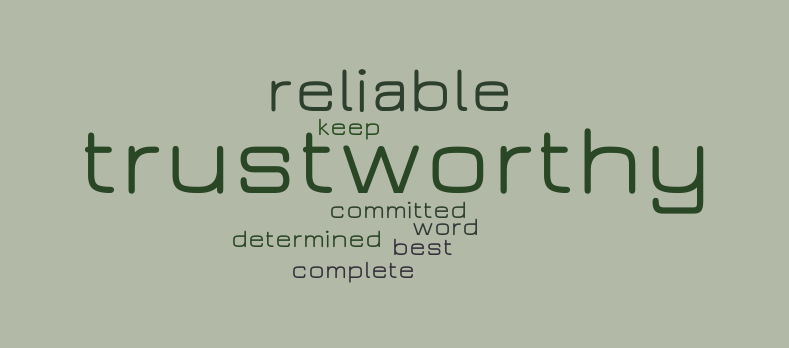 reliable
keep
trustworthy
committed
word
determined
best
complete